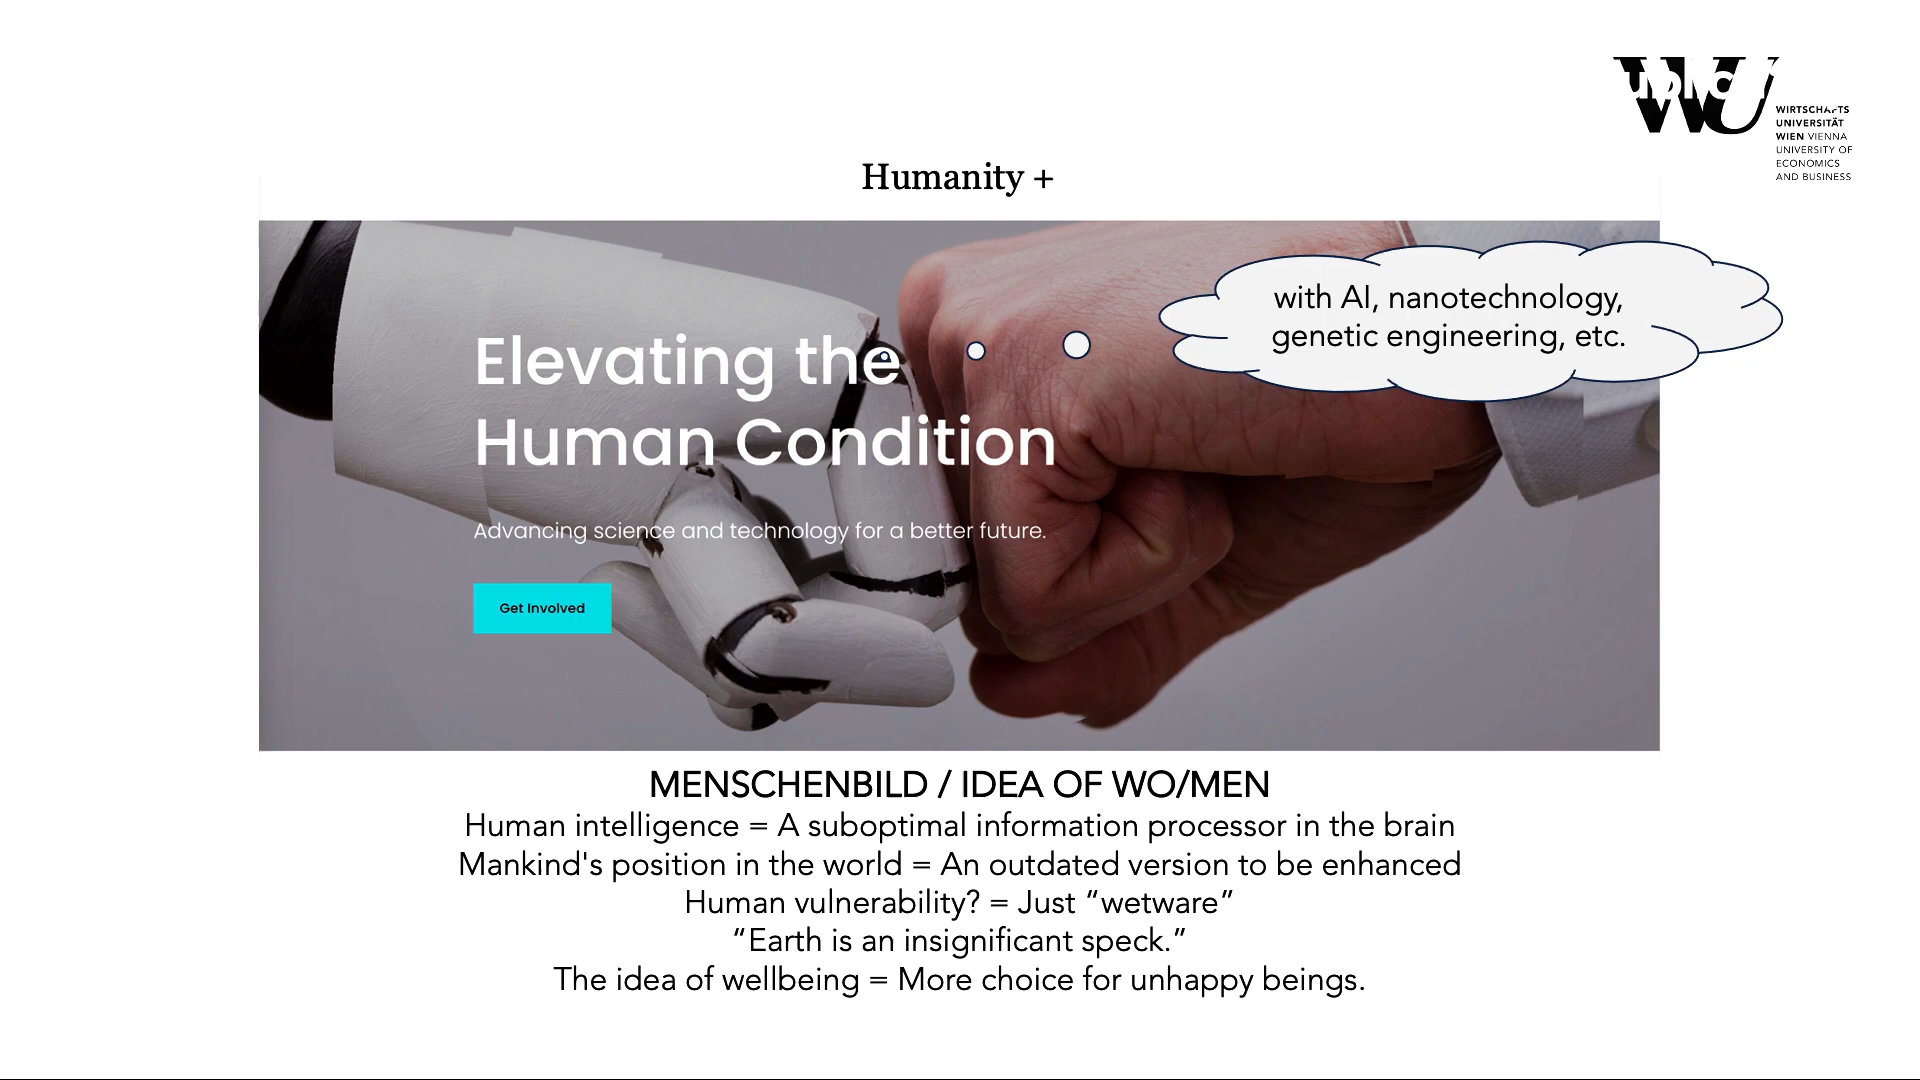 WU
WIRTSCHAFTS
UNIVERSITÄT
WIEN VIENNA
UNIVERSITY OF
ECONOMICS
AND BUSINESS
Humanity +
with AI, nanotechnology,
genetic engineering, etc.
Elevating the
Human Condition
Advancing science and technology for a better future.
Get Involved
MENSCHENBILD / IDEA OF WO/MEN
Human intelligence = A suboptimal information processor in the brain
Mankind's position in the world = An outdated version to be enhanced
Human vulnerability? = Just “wetware”
“Earth is an insignificant speck.”
The idea of wellbeing = More choice for unhappy beings.